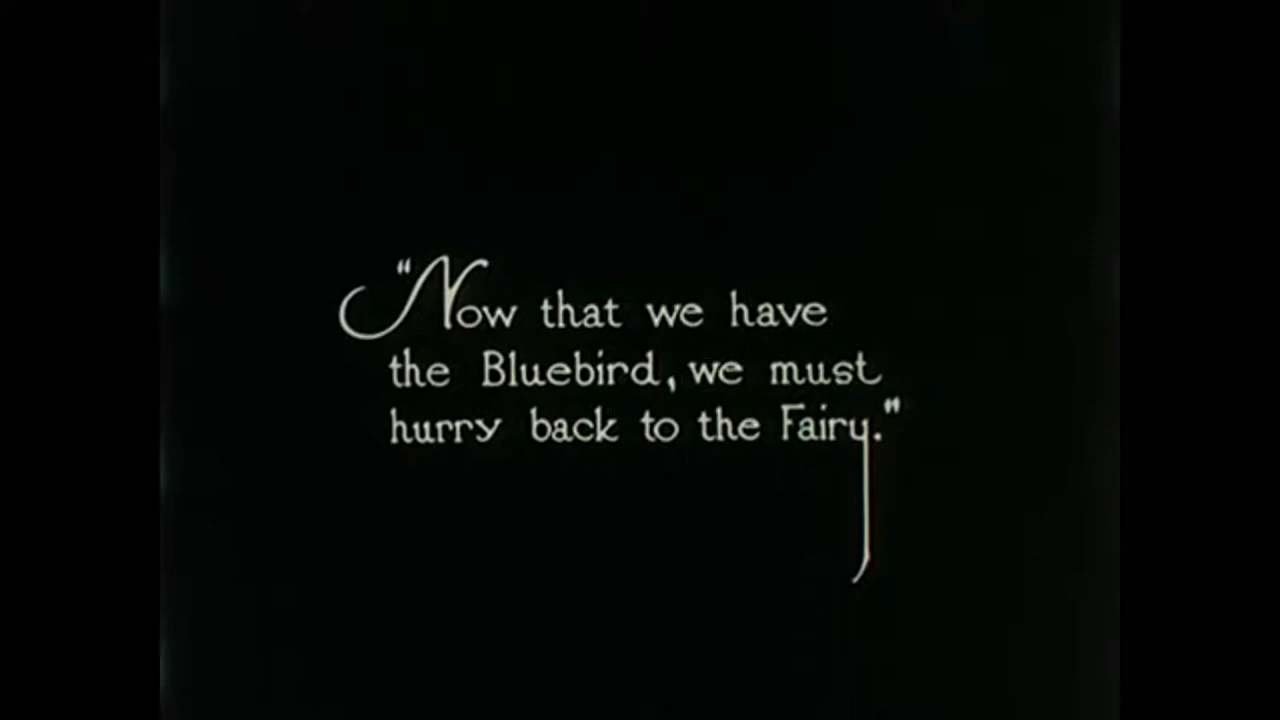 "Now that we have
the Bluebird, we must
hurry back to the Fairy."